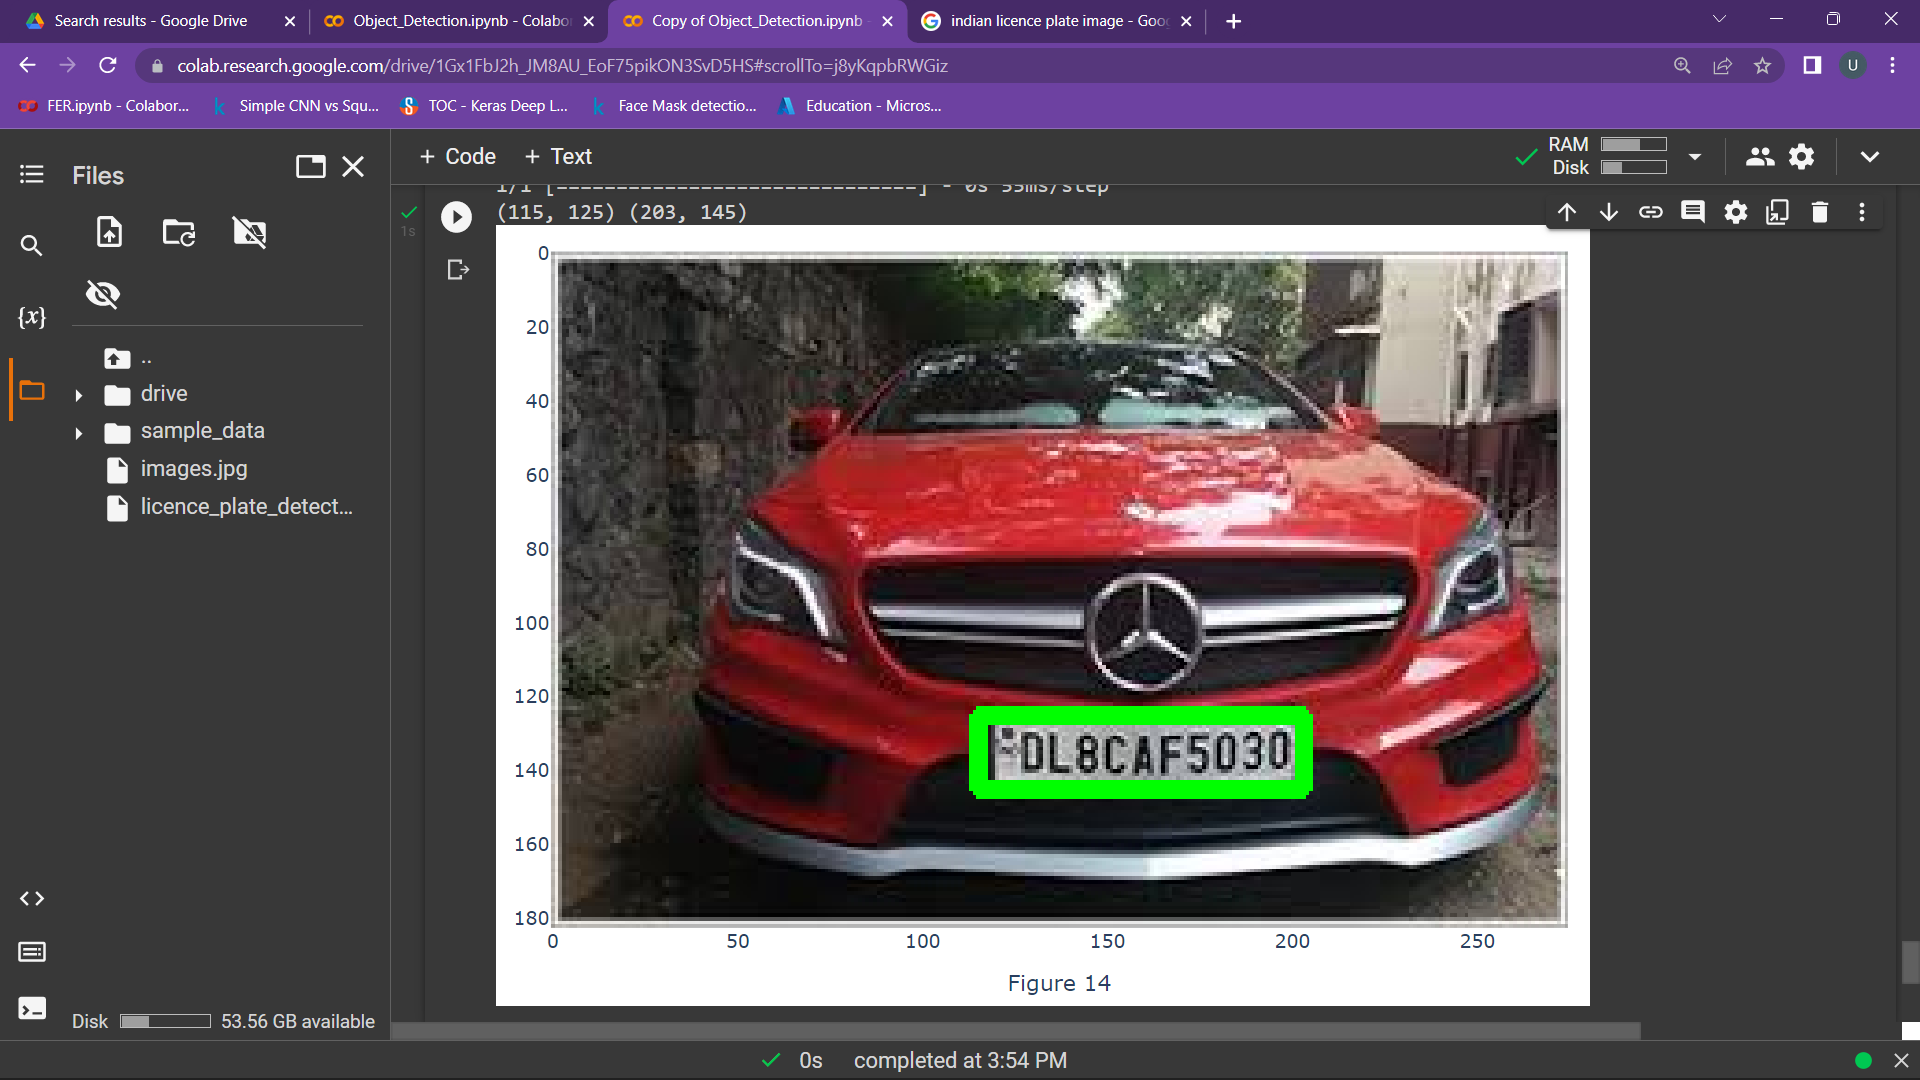 Search results - Google Drive
Object_Detection.ipynb - Colabo
Copy of Object_Detection.ipynb -
indian licence plate image - Goo
colab.research.google.com/drive/1Gx1FbJ2h_JM8AU_EoF75pikON3SvD5HS#scrollTo=j8yKqpbRWGiz
U
FER.ipynb - Colabor...
Simple CNN vs Squ...
TOC - Keras Deep L...
Face Mask detectio...
Education - Micros...
Files
+ Code
+ Text
RAM
Disk
1/1 [==============================] - 0s 55ms/step
(115, 125) (203, 145)
1s
{x}
..
drive
sample_data
images.jpg
licence_plate_detect...
0
20
40
60
80
100
120
140
160
180
DL8CAF5030
0
50
100
150
200
250
Figure 14
Disk
53.56 GB available
0s
completed at 3:54 PM